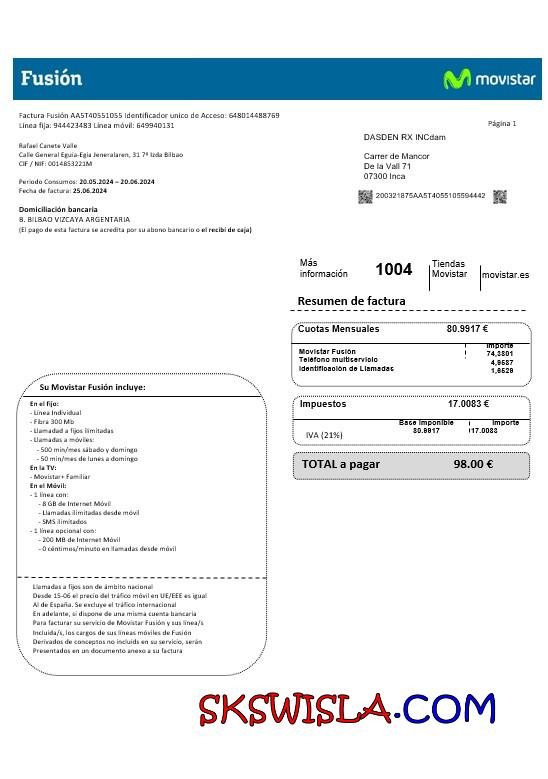 Fusión
movistar
Factura Fusión AA5T40551055 Identificador unico de Acceso: 648014488769
Línea fija: 944423483 Línea móvil: 649940131
Página 1
DASDEN RX INCdam
Rafael Canete Valle
Calle General Eguia-Egia Jeneralaren, 31 7º Izda Bilbao
CIF / NIF: 0014853221M
Carrer de Mancor
De la Vall 71
07300 Inca
Periodo Consumos: 20.05.2024 – 20.06.2024
Fecha de factura: 25.06.2024
200321875AA5T4055105594442
Domiciliación bancaria
B. BILBAO VIZCAYA ARGENTARIA
(El pago de esta factura se acredita por su abono bancario o el recibi de caja)
Más información
1004
Tiendas Movistar
movistar.es
Resumen de factura
Cuotas Mensuales 80.9917 €
Importe
Movistar Fusión 74,3801
Teléfono multiservicio 4,9587
Identificación de Llamadas 1,6529
Impuestos 17.0083 €
Base Imponible Importe
80.9917 17.0083
IVA (21%)
TOTAL a pagar 98.00 €
Su Movistar Fusión incluye:
En el fijo:
- Línea Individual
- Fibra 300 Mb
- Llamadad a fijos ilimitadas
- Llamadas a móviles:
- 500 min/mes sábado y domingo
- 50 min/mes de lunes a domingo
En la TV:
- Movistar+ Familiar
En el Móvil:
- 1 línea con:
- 8 GB de Internet Móvil
- Llamadas ilimitadas desde móvil
- SMS ilimitados
- 1 línea opcional con:
- 200 MB de Internet Móvil
- 0 céntimos/minuto en llamadas desde móvil
Llamadas a fijos son de ámbito nacional
Desde 15-06 el precio del tráfico móvil en UE/EEE es igual
Al de España. Se excluye el tráfico internacional
En adelante, si dispone de una misma cuenta bancaria
Para facturar su servicio de Movistar Fusión y sus línea/s
Incluida/s, los cargos de sus líneas móviles de Fusión
Derivados de conceptos no includs en su servicio, serán
Presentados en un documento anexo a su factura
SKSWISLA.COM